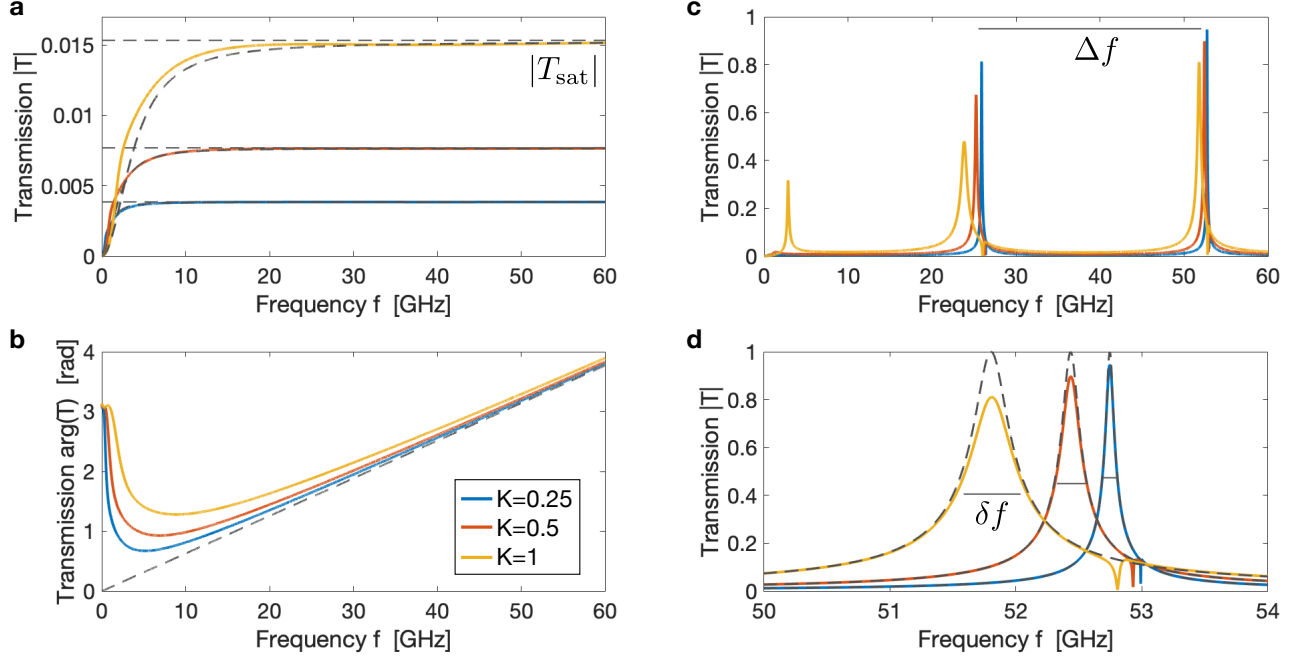 a
0.015
0.01
0.005
0
Transmission |T|
|T_sat|
0 10 20 30 40 50 60
Frequency f [GHz]
b
4
3
2
1
0
Transmission arg(T) [rad]
K=0.25
K=0.5
K=1
0 10 20 30 40 50 60
Frequency f [GHz]
c
1
0.8
0.6
0.4
0.2
0
Transmission |T|
Δf
0 10 20 30 40 50 60
Frequency f [GHz]
d
1
0.8
0.6
0.4
0.2
0
Transmission |T|
δf
50 51 52 53 54
Frequency f [GHz]